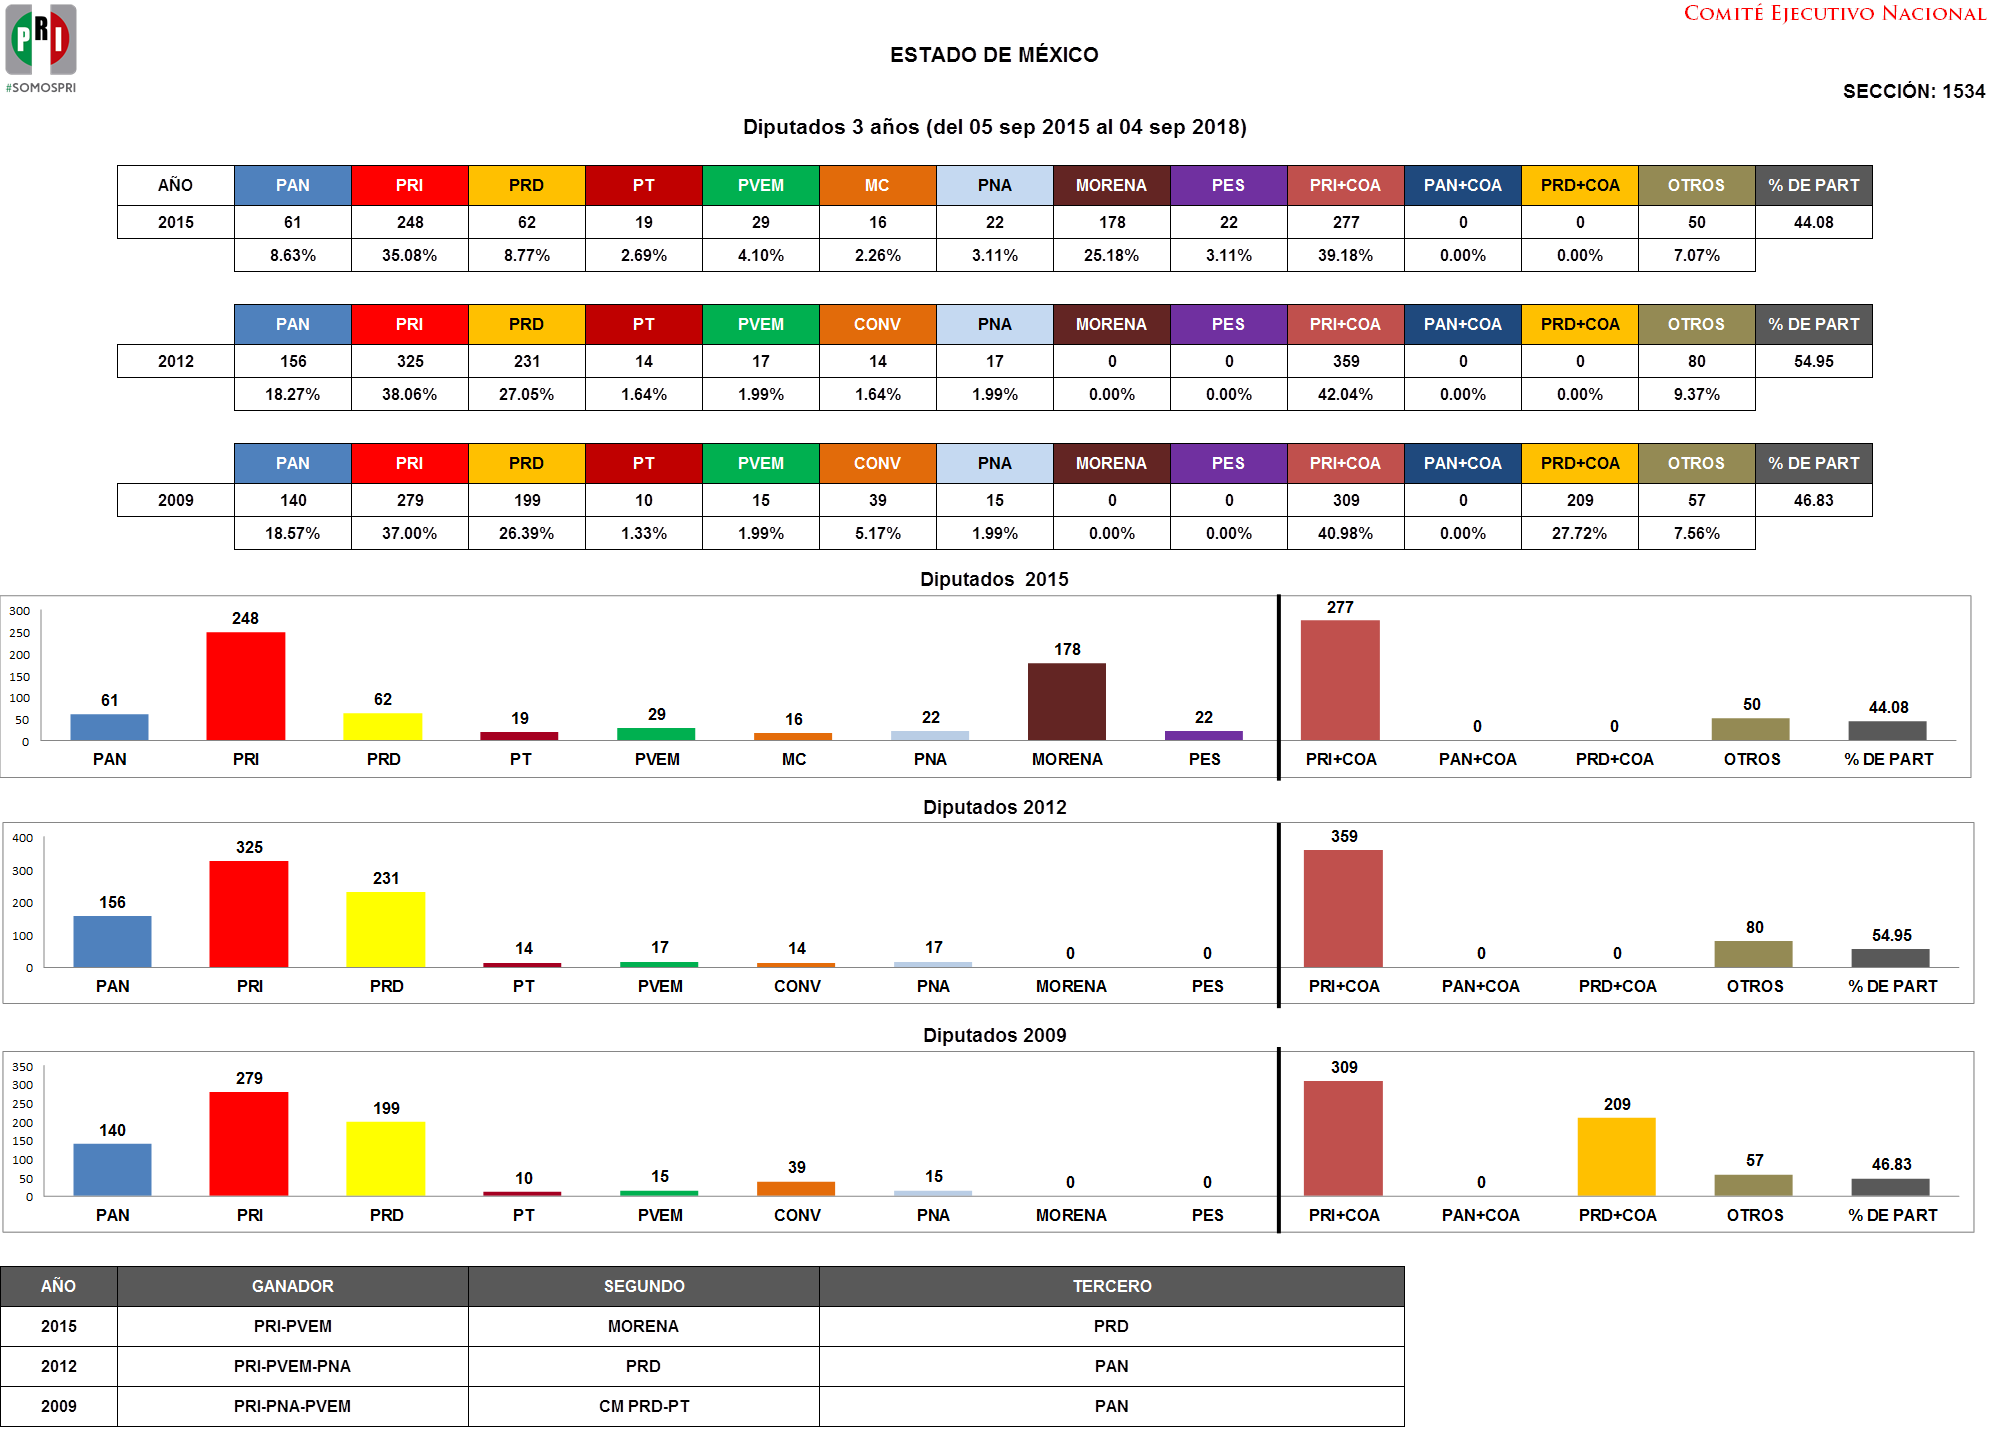 PRI
#SOMOSPRI
COMITÉ EJECUTIVO NACIONAL
ESTADO DE MÉXICO
SECCIÓN: 1534
Diputados 3 años (del 05 sep 2015 al 04 sep 2018)
AÑO PAN PRI PRD PT PVEM MC PNA MORENA PES PRI+COA PAN+COA PRD+COA OTROS % DE PART
2015 61 248 62 19 29 16 22 178 22 277 0 0 50 44.08
8.63% 35.08% 8.77% 2.69% 4.10% 2.26% 3.11% 25.18% 3.11% 39.18% 0.00% 0.00% 7.07%
PAN PRI PRD PT PVEM CONV PNA MORENA PES PRI+COA PAN+COA PRD+COA OTROS % DE PART
2012 156 325 231 14 17 14 17 0 0 359 0 0 80 54.95
18.27% 38.06% 27.05% 1.64% 1.99% 1.64% 1.99% 0.00% 0.00% 42.04% 0.00% 0.00% 9.37%
PAN PRI PRD PT PVEM CONV PNA MORENA PES PRI+COA PAN+COA PRD+COA OTROS % DE PART
2009 140 279 199 10 15 39 15 0 0 309 0 209 57 46.83
18.57% 37.00% 26.39% 1.33% 1.99% 5.17% 1.99% 0.00% 0.00% 40.98% 0.00% 27.72% 7.56%
Diputados 2015
300
250
200
150
100
50
0
61 248 62 19 29 16 22 178 22 277 0 0 50 44.08
PAN PRI PRD PT PVEM MC PNA MORENA PES PRI+COA PAN+COA PRD+COA OTROS % DE PART
Diputados 2012
400
300
200
100
0
156 325 231 14 17 14 17 0 0 359 0 0 80 54.95
PAN PRI PRD PT PVEM CONV PNA MORENA PES PRI+COA PAN+COA PRD+COA OTROS % DE PART
Diputados 2009
350
300
250
200
150
100
50
0
140 279 199 10 15 39 15 0 0 309 0 209 57 46.83
PAN PRI PRD PT PVEM CONV PNA MORENA PES PRI+COA PAN+COA PRD+COA OTROS % DE PART
AÑO GANADOR SEGUNDO TERCERO
2015 PRI-PVEM MORENA PRD
2012 PRI-PVEM-PNA PRD PAN
2009 PRI-PNA-PVEM CM PRD-PT PAN